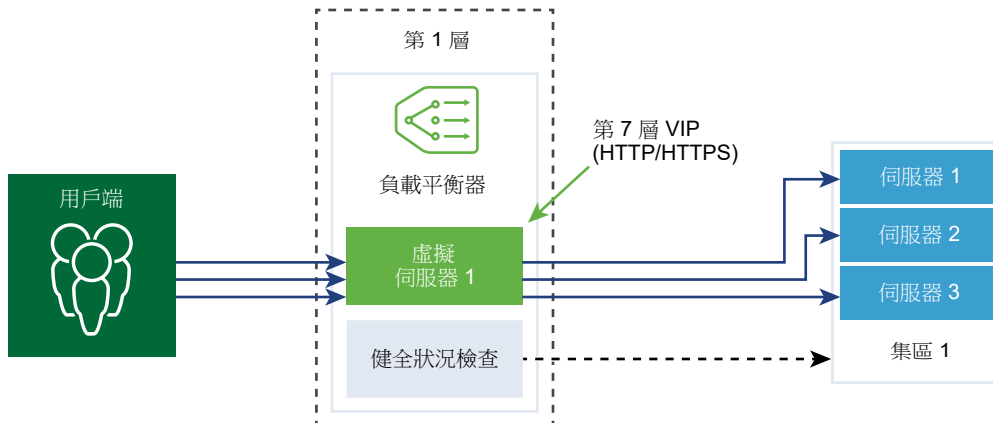 第 1 層
負載平衡器
第 7 層 VIP
(HTTP/HTTPS)
用戶端
虛擬
伺服器 1
健全狀況檢查
伺服器 1
伺服器 2
伺服器 3
集區 1